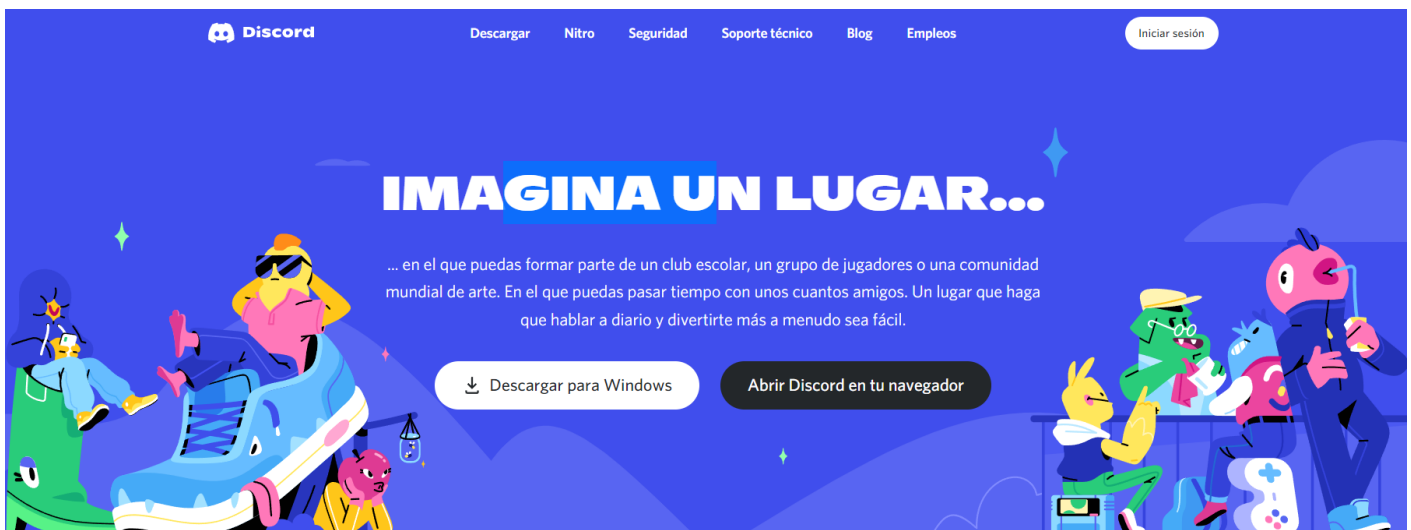 Discord
Descargar Nitro Seguridad Soporte técnico Blog Empleos
Iniciar sesión
IMAGINA UN LUGAR...
... en el que puedas formar parte de un club escolar, un grupo de jugadores o una comunidad
mundial de arte. En el que puedas pasar tiempo con unos cuantos amigos. Un lugar que haga
que hablar a diario y divertirte más a menudo sea fácil.
Descargar para Windows
Abrir Discord en tu navegador